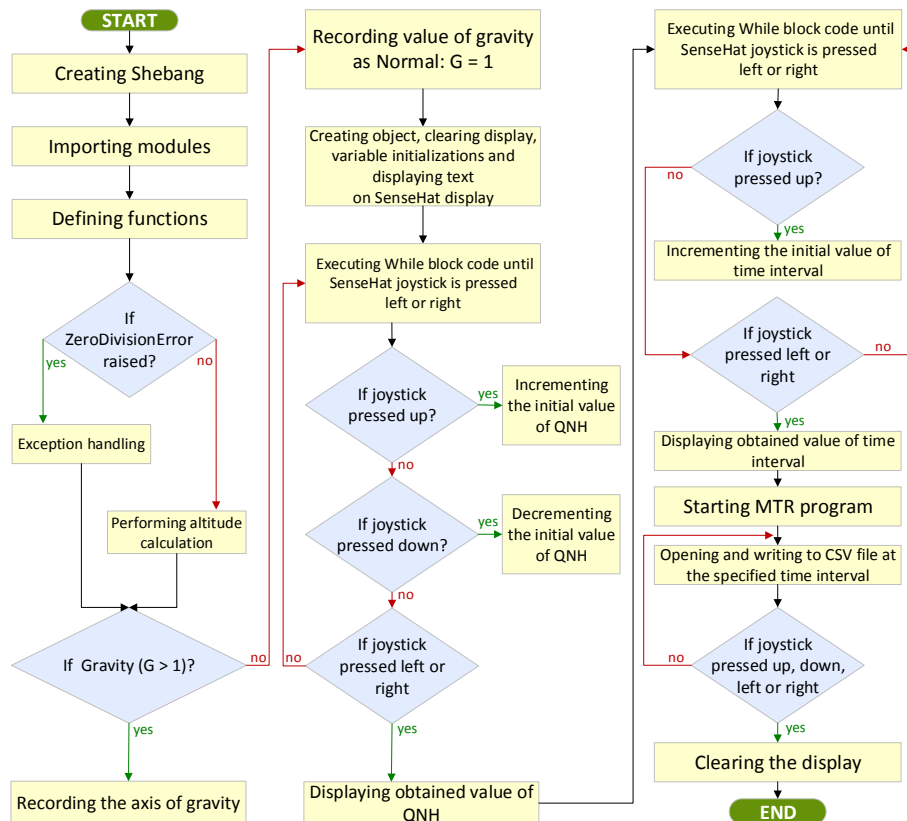 START
Creating Shebang
Importing modules
Defining functions
If
ZeroDivisionError
raised?
yes
no
Exception handling
Performing altitude
calculation
If Gravity (G > 1)?
no
yes
Recording the axis of gravity
Recording value of gravity
as Normal: G = 1
Creating object, clearing display,
variable initializations and
displaying text
on SenseHat display
Executing While block code until
SenseHat joystick is pressed
left or right
If joystick
pressed up?
yes
Incrementing
the initial value
of QNH
no
If joystick
pressed down?
yes
Decrementing
the initial value
of QNH
no
If joystick
pressed left or
right
no
yes
Displaying obtained value of
QNH
Executing While block code until
SenseHat joystick is pressed
left or right
If joystick
pressed up?
no
yes
Incrementing the initial value of
time interval
If joystick
pressed left or
right
no
yes
Displaying obtained value of time
interval
Starting MTR program
Opening and writing to CSV file at
the specified time interval
If joystick
pressed up, down,
left or right
no
yes
Clearing the display
END